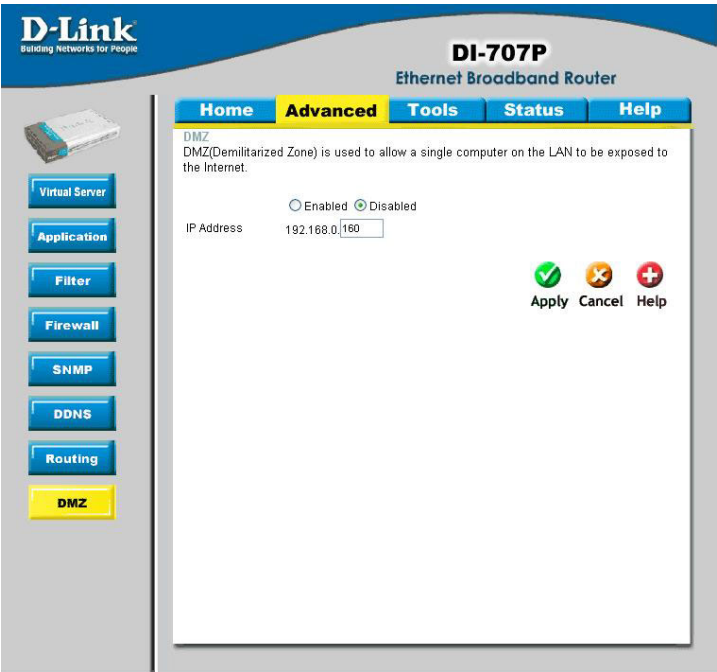 D-Link
Building Networks for People
DI-707P
Ethernet Broadband Router
Home Advanced Tools Status Help
Virtual Server
Application
Filter
Firewall
SNMP
DDNS
Routing
DMZ
DMZ
DMZ(Demilitarized Zone) is used to allow a single computer on the LAN to be exposed to
the Internet.
Enabled Disabled
IP Address 192.168.0. 160
Apply Cancel Help